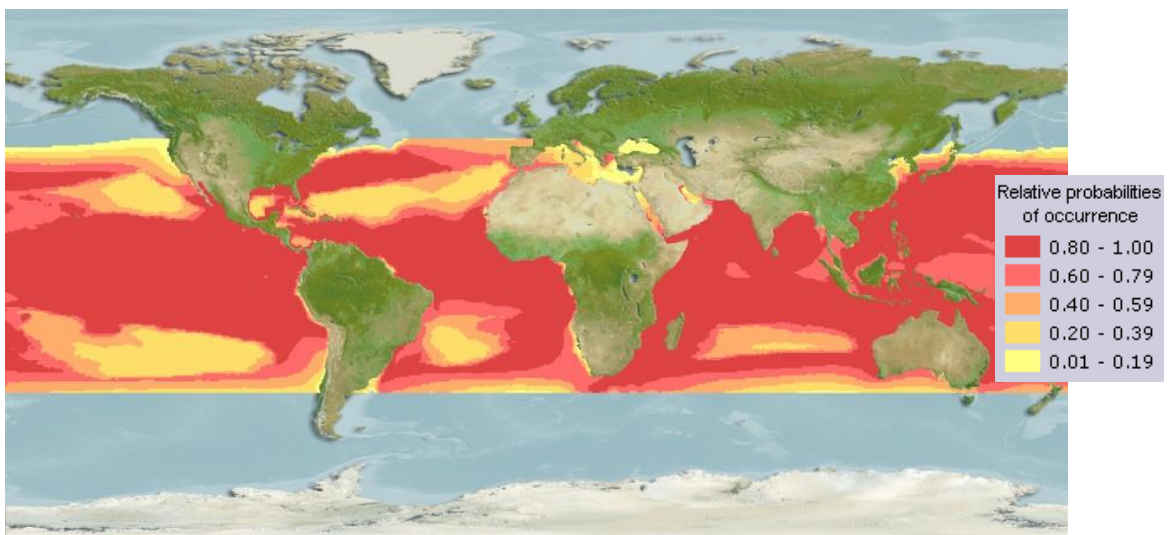 Relative probabilities
of occurrence
0.80 - 1.00
0.60 - 0.79
0.40 - 0.59
0.20 - 0.39
0.01 - 0.19